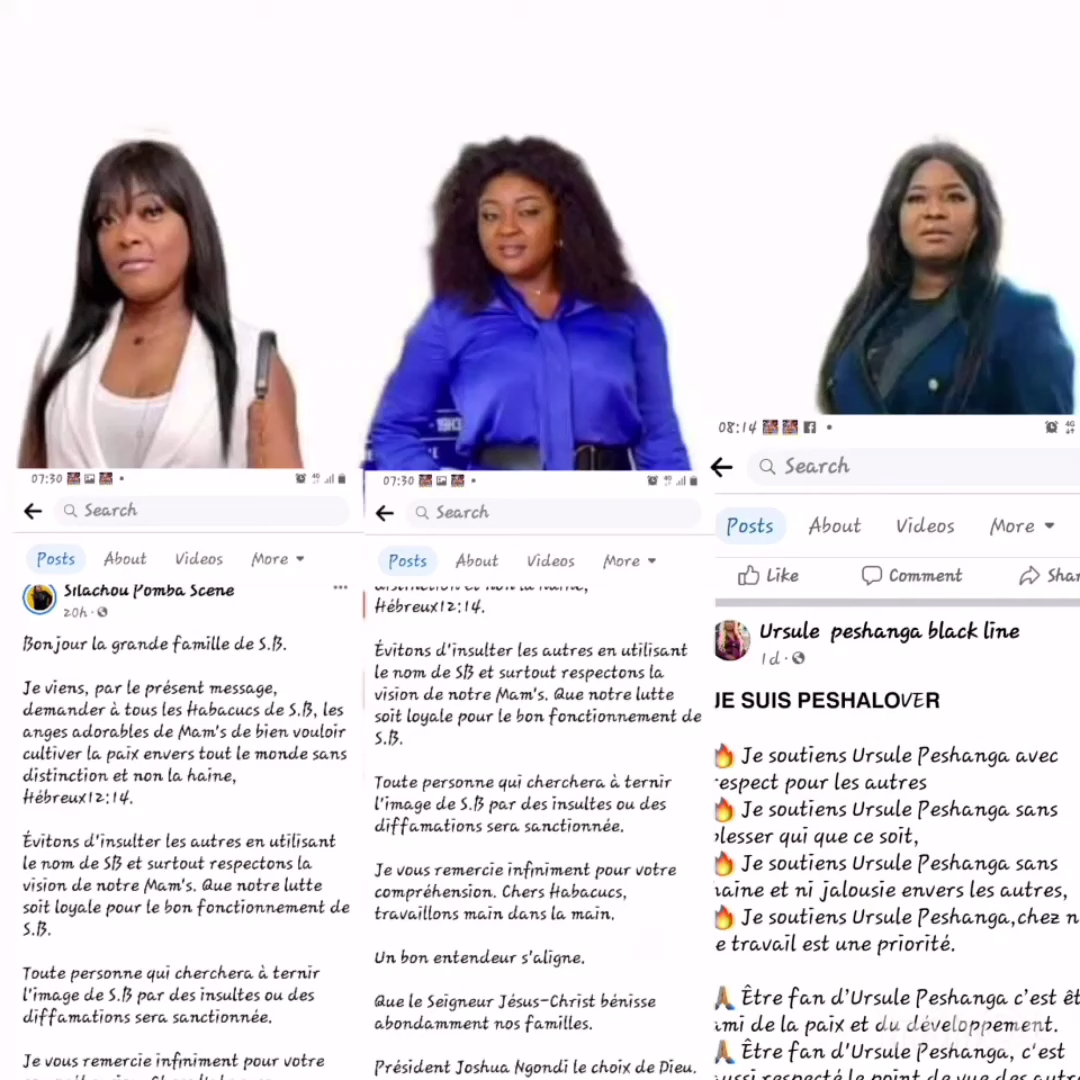 07:30
Search
Posts About Videos More
Silachou Pomba Scene
20h
Bonjour la grande famille de S.B.
Je viens, par le présent message,
demander à tous les Habacucs de S.B, les
anges adorables de Mam's de bien vouloir
cultiver la paix envers tout le monde sans
distinction et non la haine,
Hébreux12:14.
Évitons d'insulter les autres en utilisant
le nom de SB et surtout respectons la
vision de notre Mam's. Que notre lutte
soit loyale pour le bon fonctionnement de
S.B.
Toute personne qui cherchera à ternir
l'image de S.B par des insultes ou des
diffamations sera sanctionnée.
Je vous remercie infiniment pour votre
07:30
Search
Posts About Videos More
distinction et non la haine,
Hébreux12:14.
Évitons d'insulter les autres en utilisant
le nom de SB et surtout respectons la
vision de notre Mam's. Que notre lutte
soit loyale pour le bon fonctionnement de
S.B.
Toute personne qui cherchera à ternir
l'image de S.B par des insultes ou des
diffamations sera sanctionnée.
Je vous remercie infiniment pour votre
compréhension. Chers Habacucs,
travaillons main dans la main.
Un bon entendeur s'aligne.
Que le Seigneur Jésus-Christ bénisse
abondamment nos familles.
Président Joshua Ngondi le choix de Dieu.
08:14
4G
Search
Posts About Videos More
Like Comment Shar
Ursule peshanga black line
1d
JE SUIS PESHALOVER
🔥 Je soutiens Ursule Peshanga avec
respect pour les autres
🔥 Je soutiens Ursule Peshanga sans
blesser qui que ce soit,
🔥 Je soutiens Ursule Peshanga sans
haine et ni jalousie envers les autres,
🔥 Je soutiens Ursule Peshanga,chez n
e travail est une priorité.
🙏 Être fan d'Ursule Peshanga c'est êt
ami de la paix et du développement.
🙏 Être fan d'Ursule Peshanga, c'est
aussi respecté le point de vue des autre